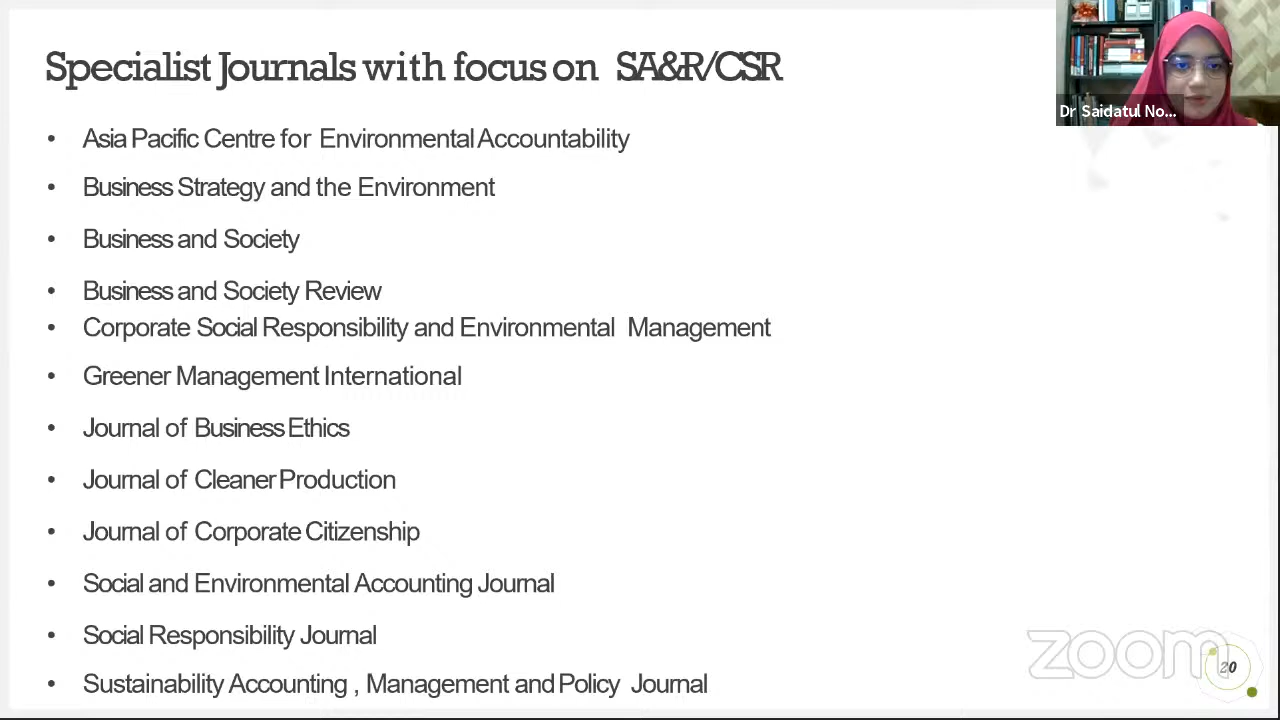 Specialist Journals with focus on SA&R/CSR
Dr Saidatul No...
• Asia Pacific Centre for Environmental Accountability
• Business Strategy and the Environment
• Business and Society
• Business and Society Review
• Corporate Social Responsibility and Environmental Management
• Greener Management International
• Journal of Business Ethics
• Journal of Cleaner Production
• Journal of Corporate Citizenship
• Social and Environmental Accounting Journal
• Social Responsibility Journal
• Sustainability Accounting , Management and Policy Journal
zoom
20